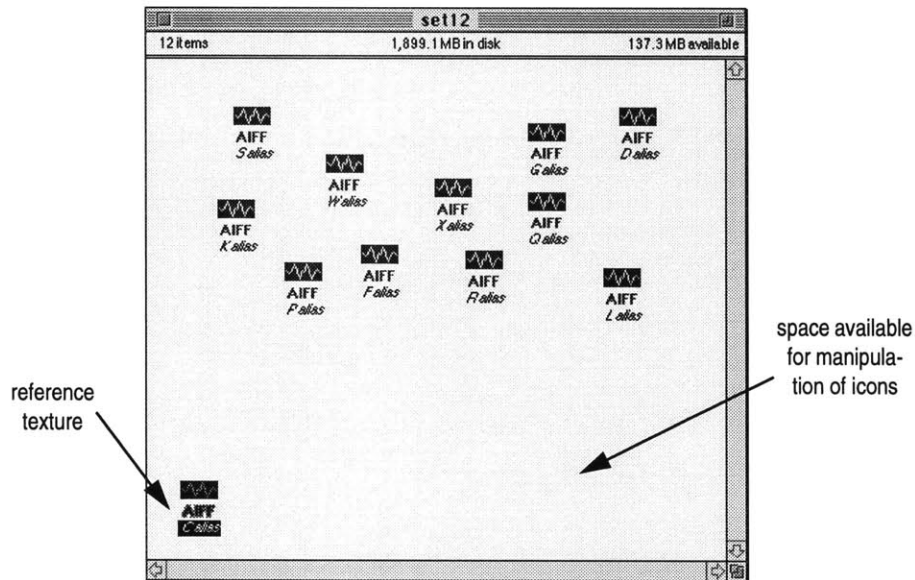 set12
12 items
1,899.1 MB in disk
137.3 MB available
AIFF
S alias
AIFF
D alias
AIFF
G alias
AIFF
W alias
AIFF
X alias
AIFF
K alias
AIFF
Q alias
AIFF
F alias
AIFF
R alias
AIFF
P alias
AIFF
L alias
space available
for manipula-
tion of icons
reference
texture
AIFF
C alias